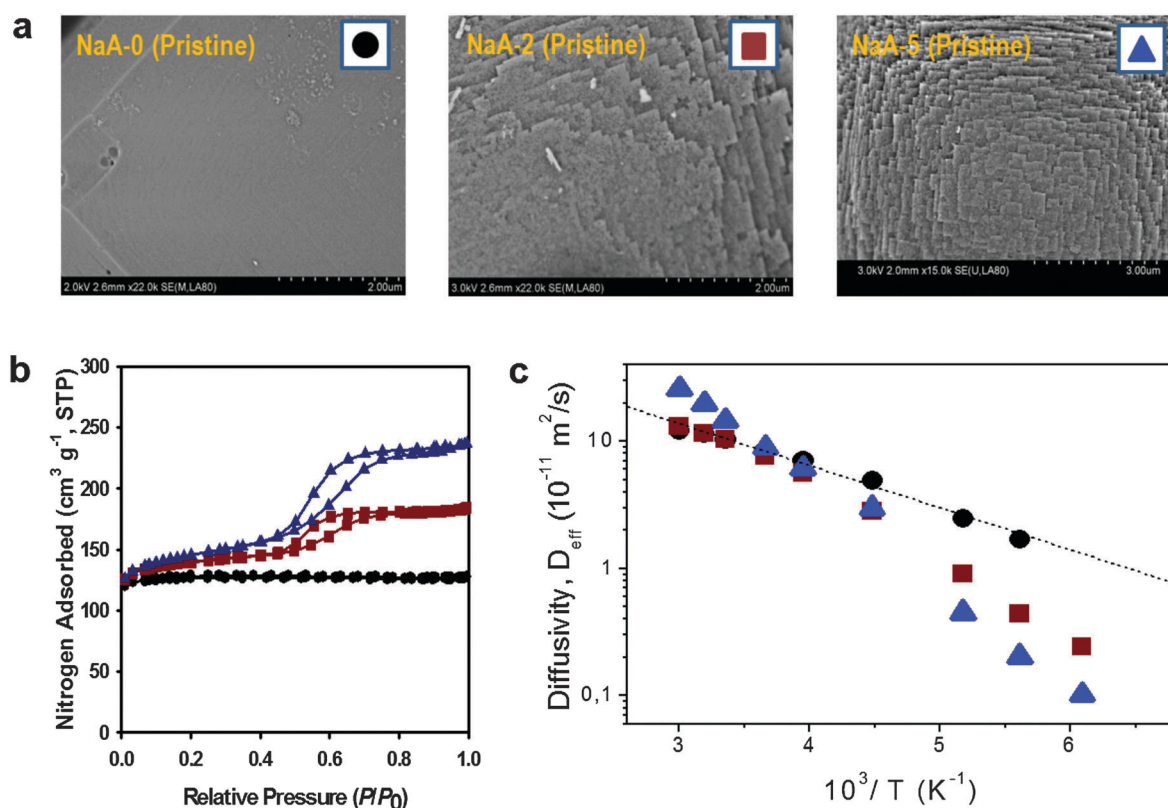 a
NaA-0 (Pristine)
NaA-2 (Pristine)
NaA-5 (Pristine)
2.0kV 2.6mm x22.0k SE(M,LA80)
2.00um
3.0kV 2.6mm x22.0k SE(M,LA80)
2.00um
3.0kV 2.0mm x15.0k SE(U,LA80)
3.00um
b
300
250
200
150
100
50
0
Nitrogen Adsorbed (cm³ g⁻¹, STP)
0.0 0.2 0.4 0.6 0.8 1.0
Relative Pressure (P/P₀)
c
10
1
0,1
Diffusivity, D_eff (10⁻¹¹ m²/s)
3 4 5 6
10³/ T (K⁻¹)